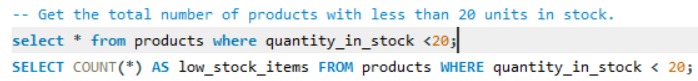 -- Get the total number of products with less than 20 units in stock.
select * from products where quantity_in_stock <20;
SELECT COUNT(*) AS low_stock_items FROM products WHERE quantity_in_stock < 20;